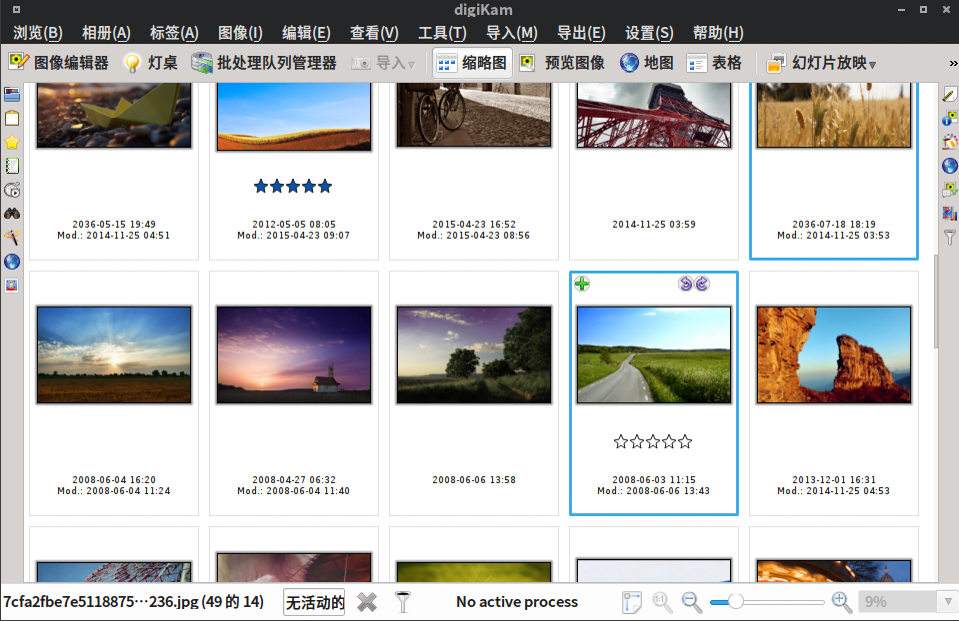 digiKam
浏览(B) 相册(A) 标签(A) 图像(I) 编辑(E) 查看(V) 工具(T) 导入(M) 导出(E) 设置(S) 帮助(H)
图像编辑器 灯桌 批处理队列管理器 导入(I) 缩略图 预览图像 地图 表格 幻灯片放映 »
2036-05-15 19:49 2012-05-05 08:05 2015-04-23 16:52 2014-11-25 03:59 2036-07-18 18:19
Mod.: 2014-11-25 04:51 Mod.: 2015-04-23 09:07 Mod.: 2015-04-23 08:56 Mod.: 2014-11-25 03:53
2008-06-04 16:20 2008-04-27 06:32 2008-06-06 13:58 2008-06-03 11:15 2013-12-01 16:31
Mod.: 2008-06-04 11:24 Mod.: 2008-06-04 11:40 Mod.: 2008-06-06 13:43 Mod.: 2014-11-25 04:53
7cfa2fbe7e5118875···236.jpg (49 的 14) 无活动的 No active process 1:1 9%